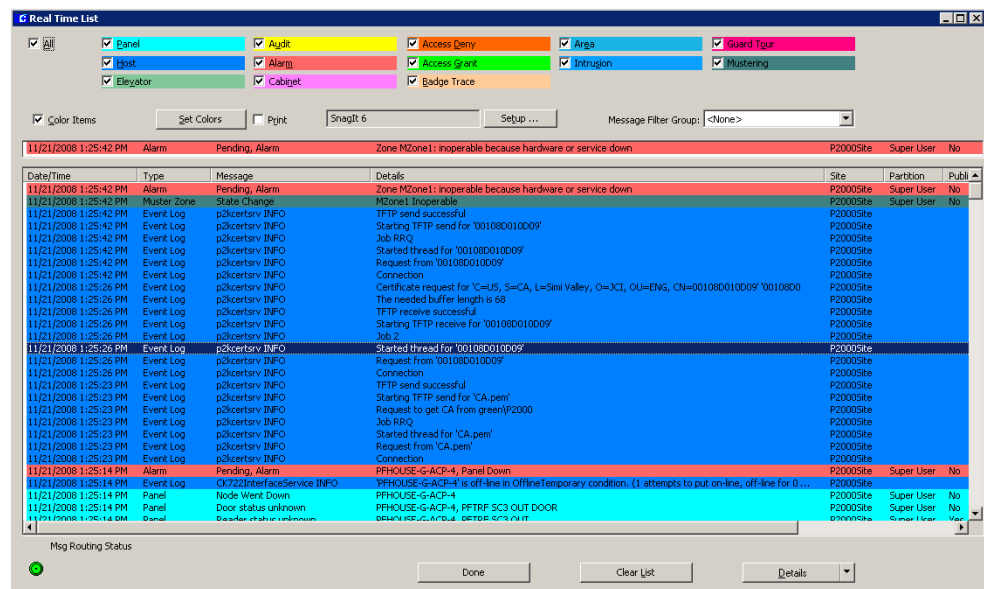 Real Time List
All Panel Audit Access Deny Area Guard Tour
Host Alarm Access Grant Intrusion Mustering
Elevator Cabinet Badge Trace
Color Items Set Colors Print SnagIt 6 Setup ... Message Filter Group: <None>
11/21/2008 1:25:42 PM Alarm Pending, Alarm Zone MZone1: inoperable because hardware or service down P2000Site Super User No
Date/Time Type Message Details Site Partition Publi
11/21/2008 1:25:42 PM Alarm Pending, Alarm Zone MZone1: inoperable because hardware or service down P2000Site Super User No
11/21/2008 1:25:42 PM Muster Zone State Change MZone1 Inoperable P2000Site Super User No
11/21/2008 1:25:42 PM Event Log p2kcertsrv INFO TFTP send successful P2000Site
11/21/2008 1:25:42 PM Event Log p2kcertsrv INFO Starting TFTP send for '00108D010D09' P2000Site
11/21/2008 1:25:42 PM Event Log p2kcertsrv INFO Job RRQ P2000Site
11/21/2008 1:25:42 PM Event Log p2kcertsrv INFO Started thread for '00108D010D09' P2000Site
11/21/2008 1:25:42 PM Event Log p2kcertsrv INFO Request from '00108D010D09' P2000Site
11/21/2008 1:25:42 PM Event Log p2kcertsrv INFO Connection P2000Site
11/21/2008 1:25:26 PM Event Log p2kcertsrv INFO Certificate request for 'C=US, S=CA, L=Simi Valley, O=JCI, OU=ENG, CN=00108D010D09' '00108D0 P2000Site
11/21/2008 1:25:26 PM Event Log p2kcertsrv INFO The needed buffer length is 68 P2000Site
11/21/2008 1:25:26 PM Event Log p2kcertsrv INFO TFTP receive successful P2000Site
11/21/2008 1:25:26 PM Event Log p2kcertsrv INFO Starting TFTP receive for '00108D010D09' P2000Site
11/21/2008 1:25:26 PM Event Log p2kcertsrv INFO Job 2 P2000Site
11/21/2008 1:25:26 PM Event Log p2kcertsrv INFO Started thread for '00108D010D09' P2000Site
11/21/2008 1:25:26 PM Event Log p2kcertsrv INFO Request from '00108D010D09' P2000Site
11/21/2008 1:25:26 PM Event Log p2kcertsrv INFO Connection P2000Site
11/21/2008 1:25:23 PM Event Log p2kcertsrv INFO TFTP send successful P2000Site
11/21/2008 1:25:23 PM Event Log p2kcertsrv INFO Starting TFTP send for 'CA.pem' P2000Site
11/21/2008 1:25:23 PM Event Log p2kcertsrv INFO Request to get CA from green\P2000 P2000Site
11/21/2008 1:25:23 PM Event Log p2kcertsrv INFO Job RRQ P2000Site
11/21/2008 1:25:23 PM Event Log p2kcertsrv INFO Started thread for 'CA.pem' P2000Site
11/21/2008 1:25:23 PM Event Log p2kcertsrv INFO Request from 'CA.pem' P2000Site
11/21/2008 1:25:23 PM Event Log p2kcertsrv INFO Connection P2000Site
11/21/2008 1:25:14 PM Alarm Pending, Alarm PFHOUSE-G-ACP-4, Panel Down P2000Site Super User No
11/21/2008 1:25:14 PM Event Log CK722InterfaceService INFO 'PFHOUSE-G-ACP-4' is off-line in OfflineTemporary condition. (1 attempts to put on-line, off-line for 0 ... P2000Site
11/21/2008 1:25:14 PM Panel Node Went Down PFHOUSE-G-ACP-4 P2000Site Super User No
11/21/2008 1:25:14 PM Panel Door status unknown PFHOUSE-G-ACP-4, PFTRF SC3 OUT DOOR P2000Site Super User No
11/21/2008 1:25:14 PM Panel Reader status unknown PFHOUSE-G-ACP-4, PFTRF SC3 OUT P2000Site Super User Yes
Msg Routing Status
Done Clear List Details